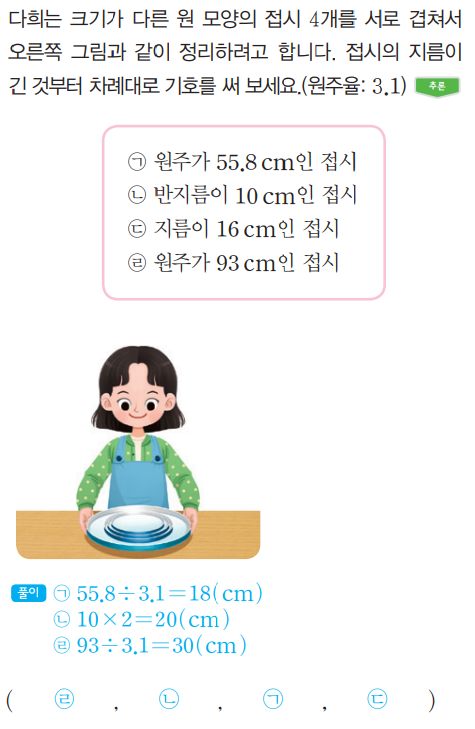 다희는 크기가 다른 원 모양의 접시 4개를 서로 겹쳐서
오른쪽 그림과 같이 정리하려고 합니다. 접시의 지름이
긴 것부터 차례대로 기호를 써 보세요.(원주율: 3.1) 추론
㉠ 원주가 55.8 cm인 접시
㉡ 반지름이 10 cm인 접시
㉢ 지름이 16 cm인 접시
㉣ 원주가 93 cm인 접시
풀이 ㉠ 55.8÷3.1=18(cm)
㉡ 10×2=20(cm)
㉣ 93÷3.1=30(cm)
( ㉣ , ㉡ , ㉠ , ㉢ )